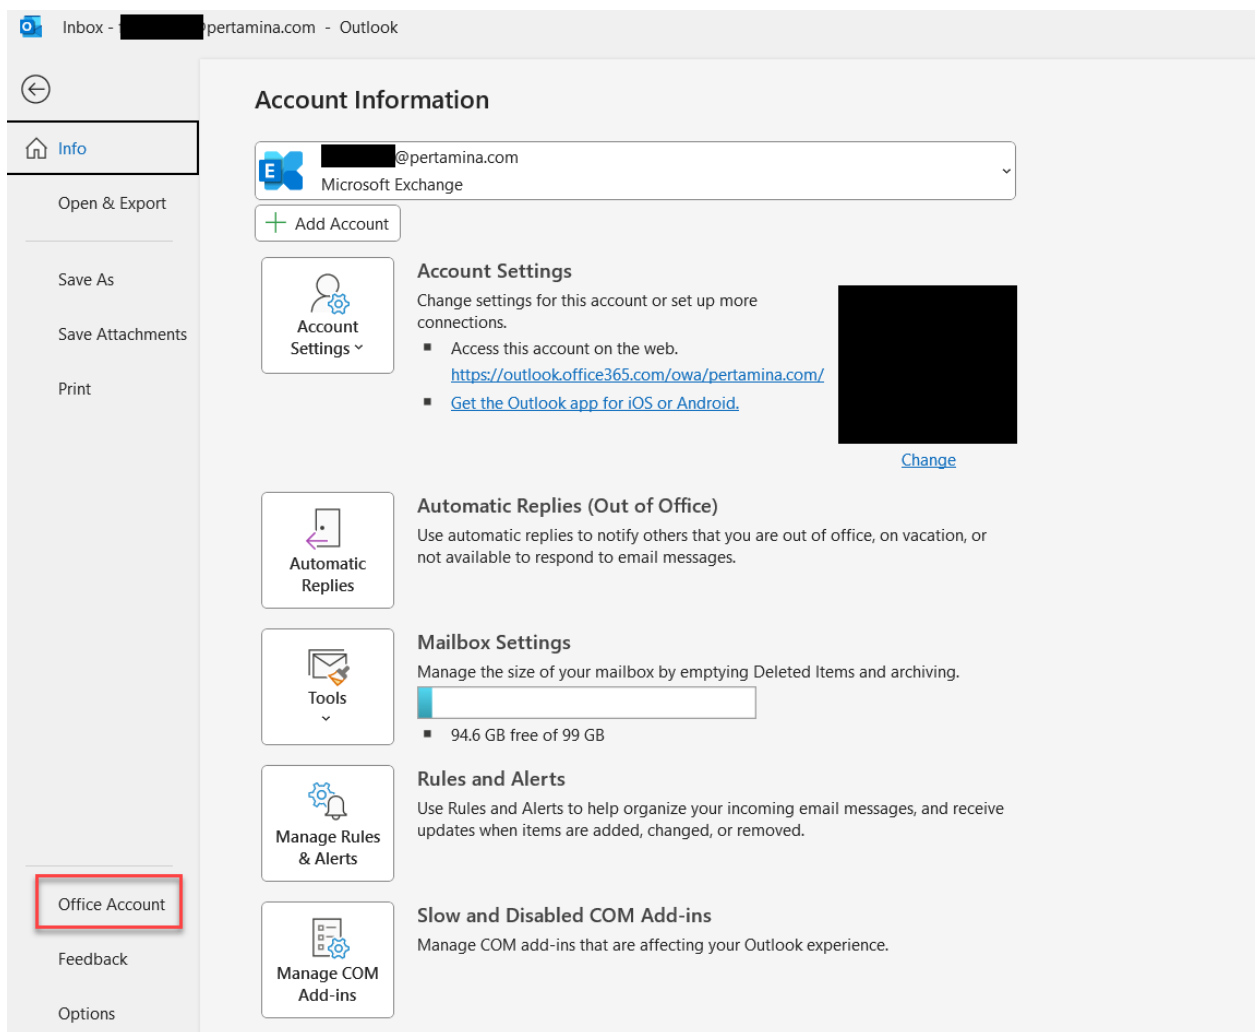 Inbox - @pertamina.com - Outlook
Info
Open & Export
Save As
Save Attachments
Print
Office Account
Feedback
Options
Account Information
@pertamina.com
Microsoft Exchange
Add Account
Account
Settings
Account Settings
Change settings for this account or set up more
connections.
Access this account on the web.
https://outlook.office365.com/owa/pertamina.com/
Get the Outlook app for iOS or Android.
Change
Automatic
Replies
Automatic Replies (Out of Office)
Use automatic replies to notify others that you are out of office, on vacation, or
not available to respond to email messages.
Tools
Mailbox Settings
Manage the size of your mailbox by emptying Deleted Items and archiving.
94.6 GB free of 99 GB
Manage Rules
& Alerts
Rules and Alerts
Use Rules and Alerts to help organize your incoming email messages, and receive
updates when items are added, changed, or removed.
Manage COM
Add-ins
Slow and Disabled COM Add-ins
Manage COM add-ins that are affecting your Outlook experience.